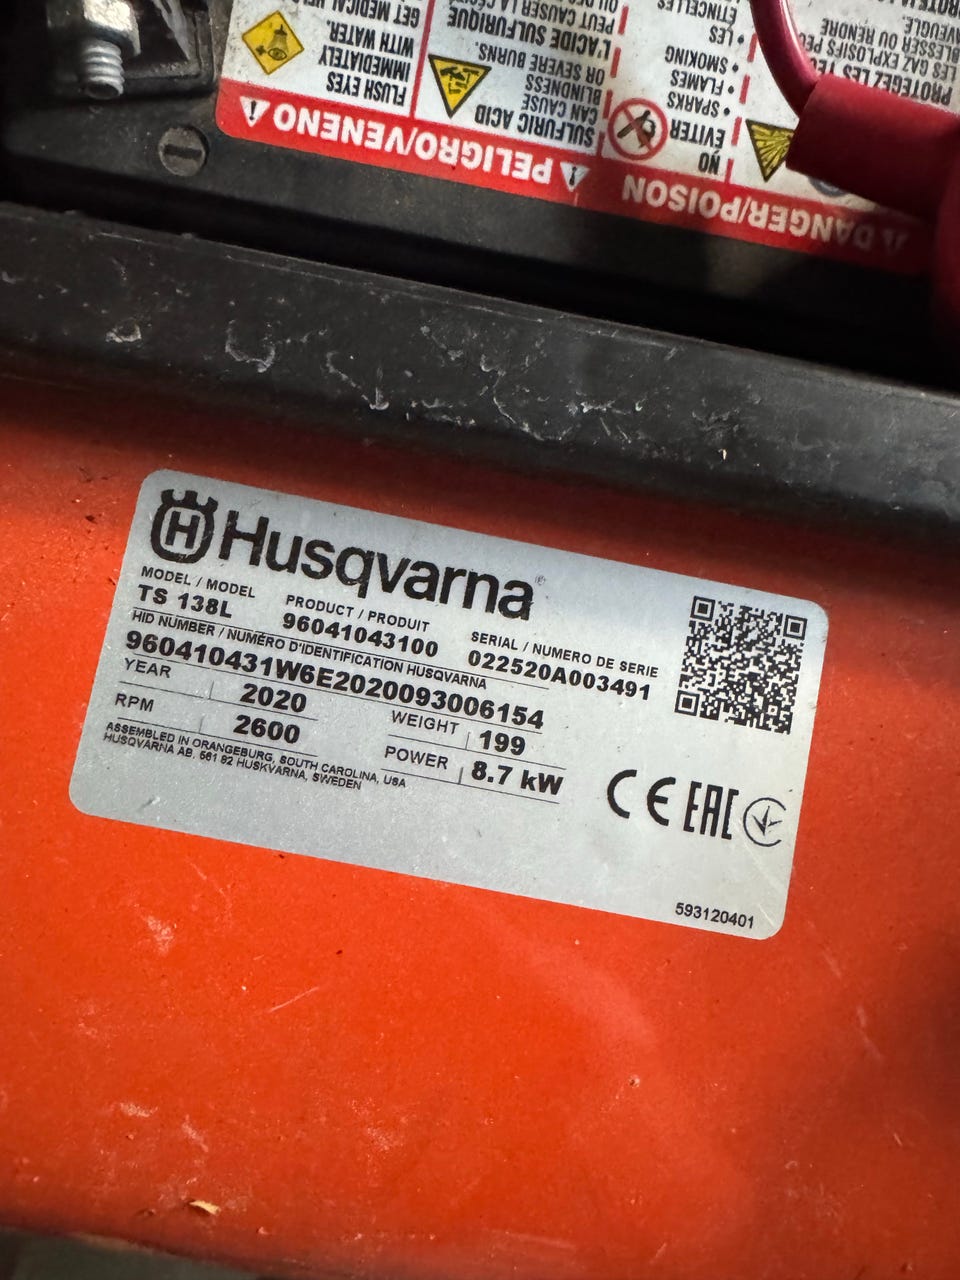 GET MEDICAL
FLUSH EYES
IMMEDIATELY
WITH WATER.
SULFURIC ACID
CAN CAUSE
BLINDNESS
OR SEVERE BURNS.
L'ACIDE SULFURIQUE
PEUT CAUSER LA
NO
ÉVITER
• SPARKS
• FLAMES
• SMOKING
• LES
ÉTINCELLES
PROTÉGEZ LES
LES GAZ EXPLOSIFS
BLESSER OU RENDRE
AVEUGLE.
DANGER/POISON
PELIGRO/VENENO
H Husqvarna®
MODEL / MODEL
TS 138L
PRODUCT / PRODUIT
96041043100
SERIAL / NUMERO DE SERIE
022520A003491
HID NUMBER / NUMÉRO D'IDENTIFICATION HUSQVARNA
960410431W6E2020093006154
YEAR 2020
WEIGHT 199
RPM 2600
POWER 8.7 kW
ASSEMBLED IN ORANGEBURG, SOUTH CAROLINA, USA
HUSQVARNA AB. 561 82 HUSKVARNA, SWEDEN
CE EAC
593120401